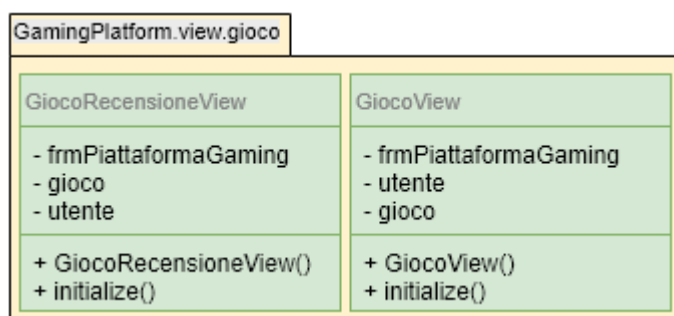 GamingPlatform.view.gioco
GiocoRecensioneView
- frmPiattaformaGaming
- gioco
- utente
+ GiocoRecensioneView()
+ initialize()
GiocoView
- frmPiattaformaGaming
- utente
- gioco
+ GiocoView()
+ initialize()